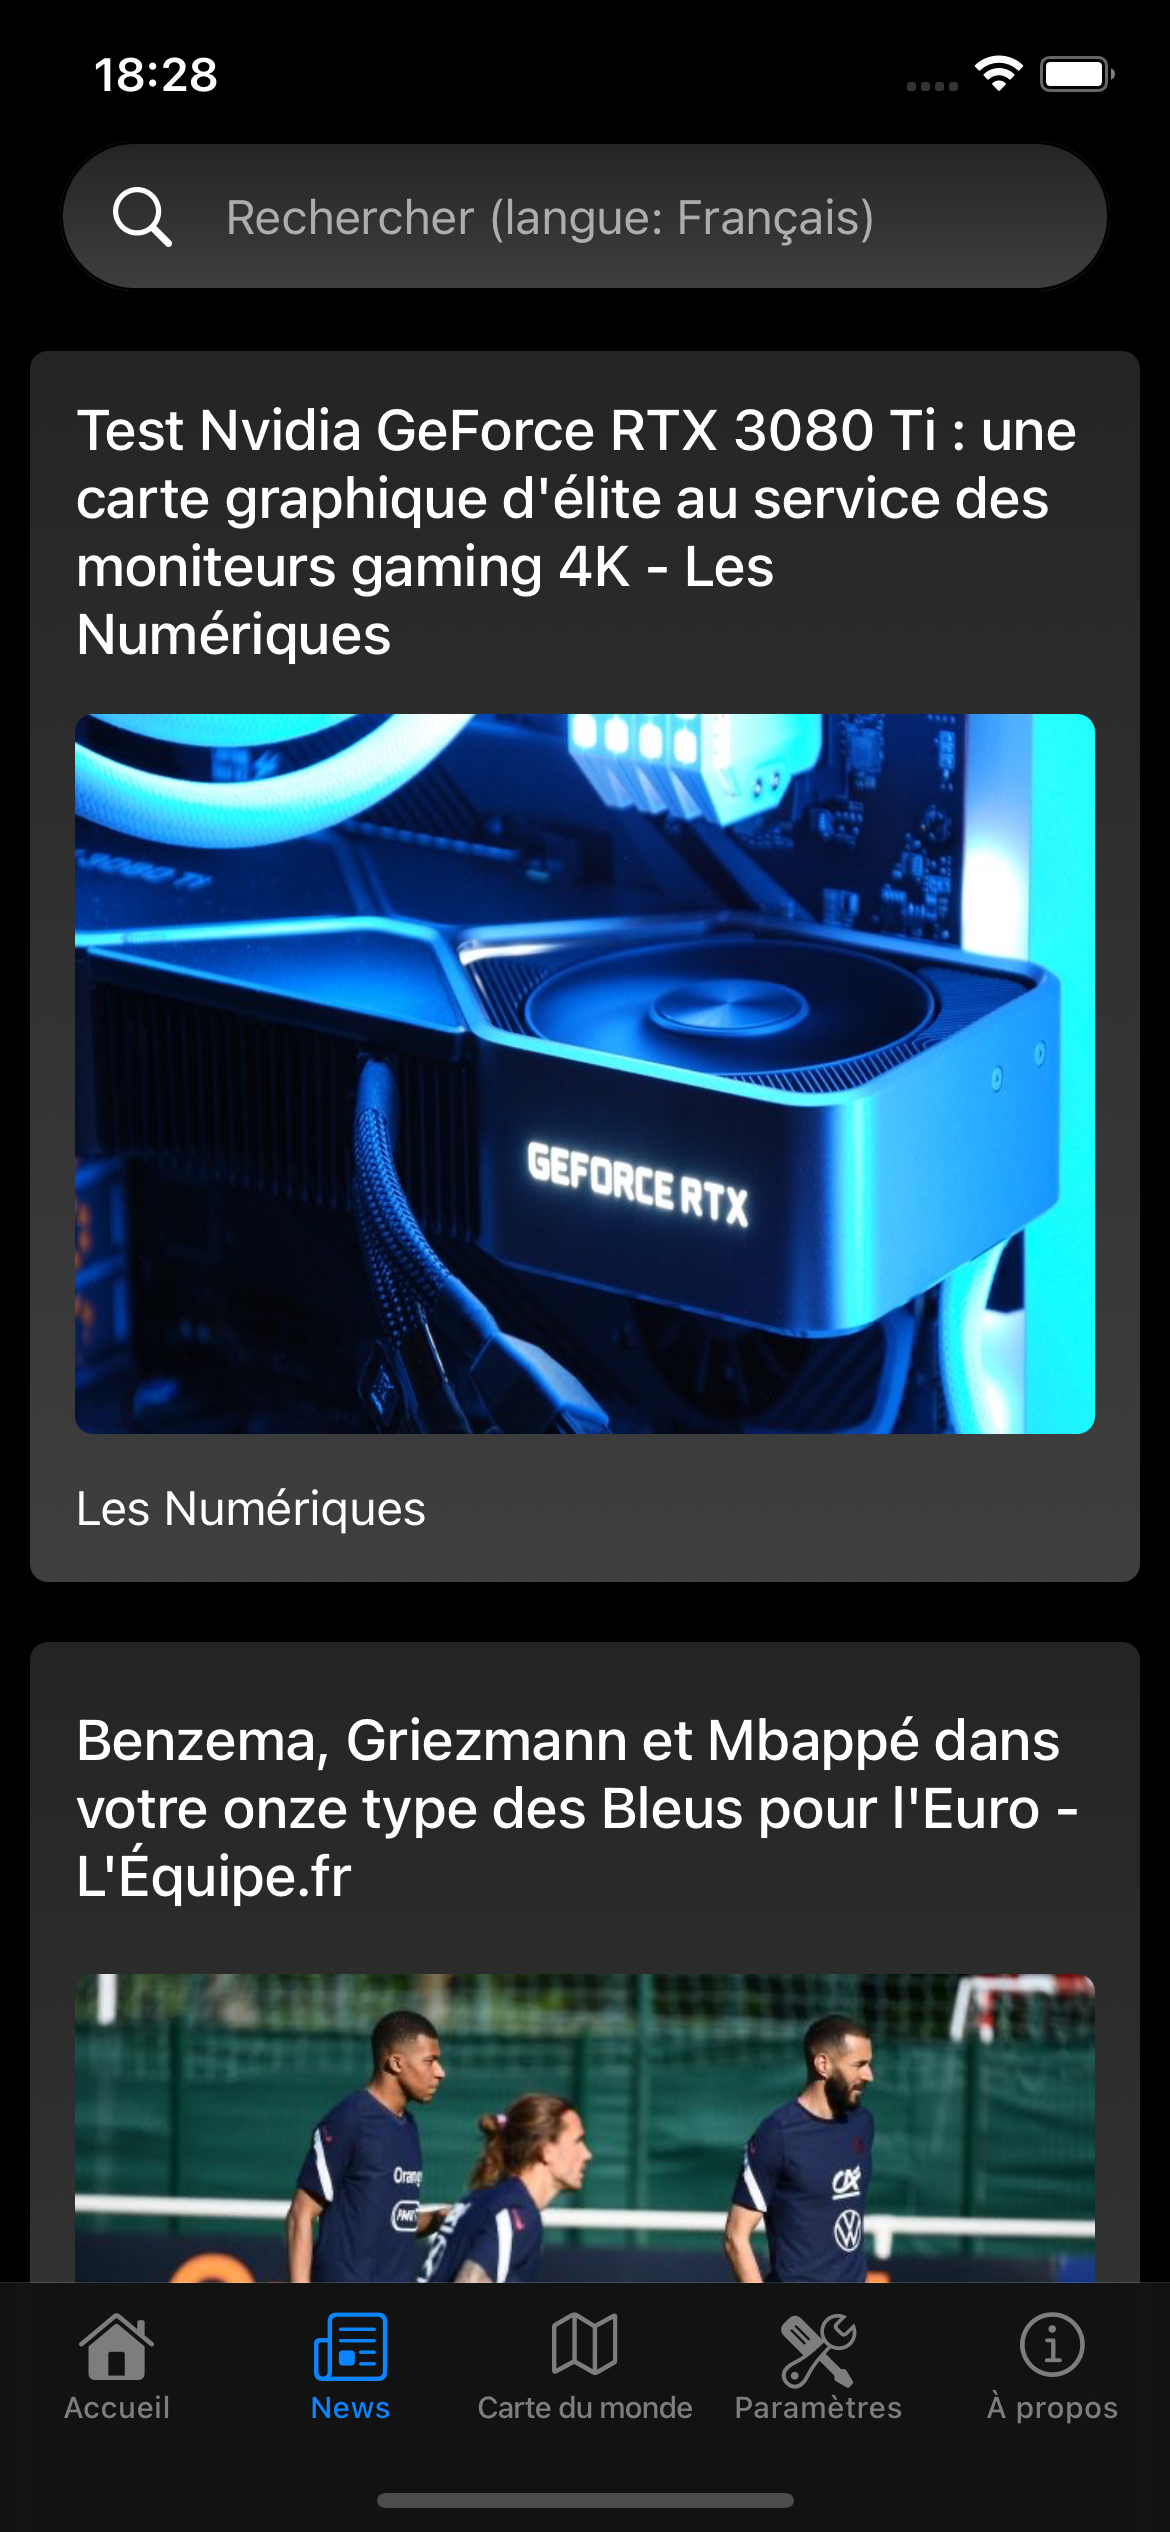 18:28
Rechercher (langue: Français)
Test Nvidia GeForce RTX 3080 Ti : une
carte graphique d'élite au service des
moniteurs gaming 4K - Les
Numériques
3080 Ti
GEFORCE RTX
Les Numériques
Benzema, Griezmann et Mbappé dans
votre onze type des Bleus pour l'Euro -
L'Équipe.fr
Orang
CA
Accueil
News
Carte du monde
Paramètres
À propos